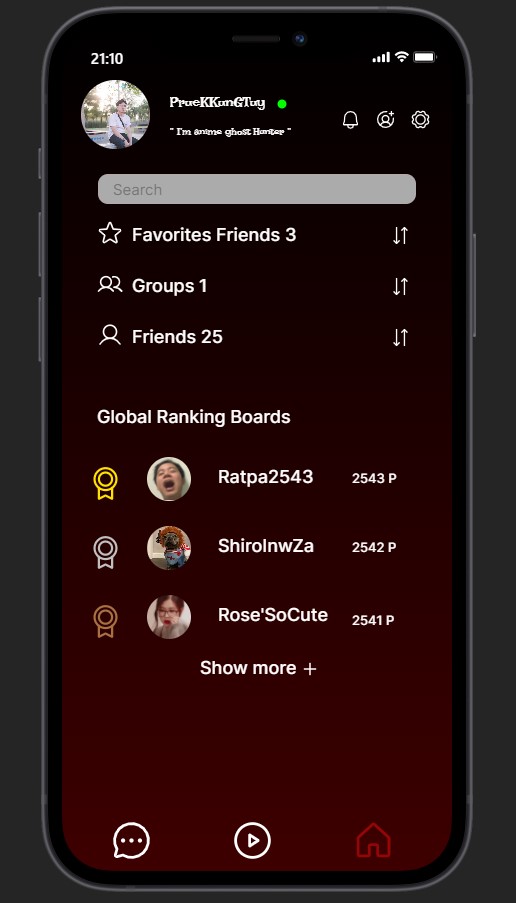 21:10
PrueKKunGTuy
" I'm anime ghost Hunter "
Search
Favorites Friends 3
Groups 1
Friends 25
Global Ranking Boards
Ratpa2543 2543 P
ShiroInwZa 2542 P
Rose'SoCute 2541 P
Show more +